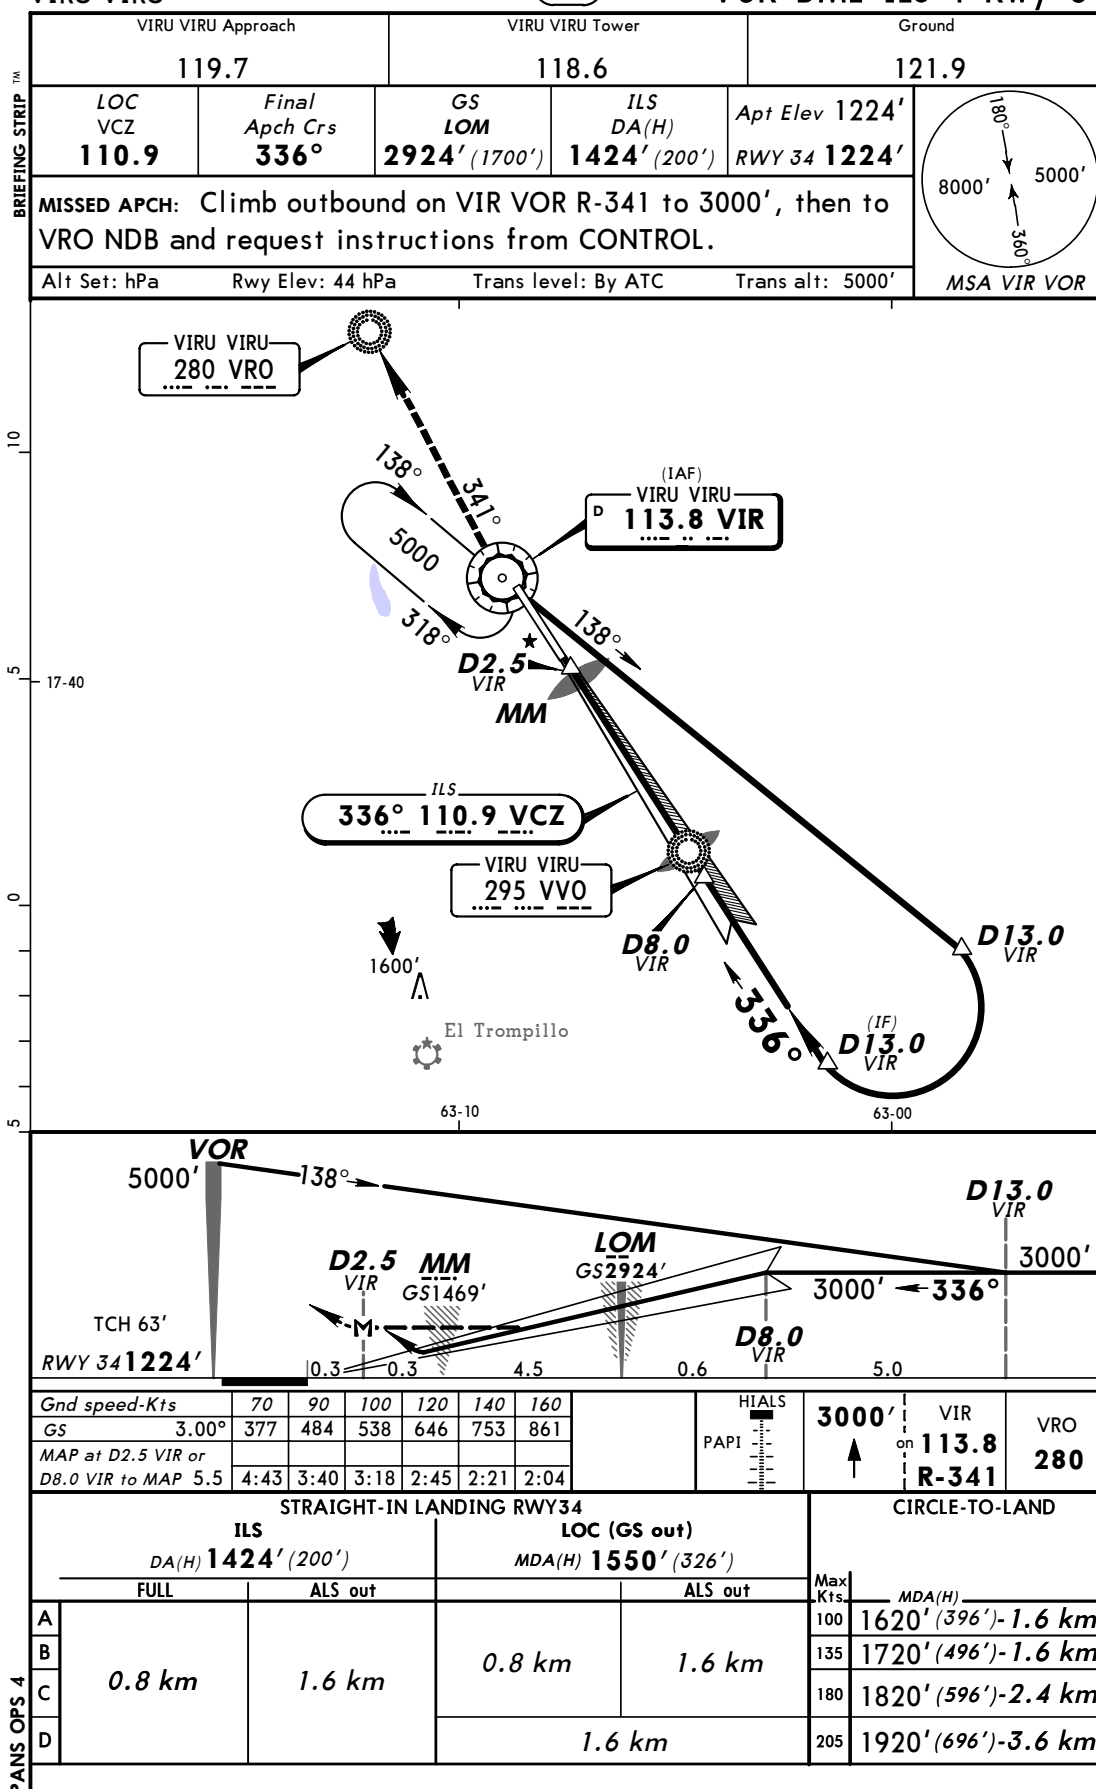 VIRU VIRU
BRIEFING STRIP ™
VIRU VIRU Approach
119.7
VIRU VIRU Tower
118.6
Ground
121.9
LOC
VCZ
110.9
Final
Apch Crs
336°
GS
LOM
2924' (1700')
ILS
DA(H)
1424' (200')
Apt Elev 1224'
RWY 34 1224'
MISSED APCH: Climb outbound on VIR VOR R-341 to 3000', then to
VRO NDB and request instructions from CONTROL.
Alt Set: hPa Rwy Elev: 44 hPa Trans level: By ATC Trans alt: 5000'
180°
8000' 5000'
360°
MSA VIR VOR
VIRU VIRU
280 VRO
10
138°
341°
5000
318°
(IAF)
VIRU VIRU
D 113.8 VIR
138°
5
17-40
D2.5
VIR
MM
ILS
336° 110.9 VCZ
VIRU VIRU
295 VVO
0
D8.0
VIR
D13.0
VIR
1600'
336°
(IF)
D13.0
VIR
El Trompillo
63-10
63-00
5
VOR
5000'
138°
D13.0
VIR
D2.5
VIR
MM
GS1469'
LOM
GS2924'
3000'
3000' 336°
M
TCH 63'
RWY 34 1224'
D8.0
VIR
0.3 0.3 4.5 0.6 5.0
Gnd speed-Kts 70 90 100 120 140 160
GS 3.00° 377 484 538 646 753 861
MAP at D2.5 VIR or
D8.0 VIR to MAP 5.5 4:43 3:40 3:18 2:45 2:21 2:04
HIALS
PAPI
3000'
on
VIR
113.8
R-341
VRO
280
STRAIGHT-IN LANDING RWY34
CIRCLE-TO-LAND
ILS
DA(H) 1424' (200')
LOC (GS out)
MDA(H) 1550' (326')
FULL ALS out ALS out
Max
Kts MDA(H)
A
B
C
D
0.8 km 1.6 km 0.8 km 1.6 km
1.6 km
100 1620' (396')-1.6 km
135 1720' (496')-1.6 km
180 1820' (596')-2.4 km
205 1920' (696')-3.6 km
PANS OPS 4